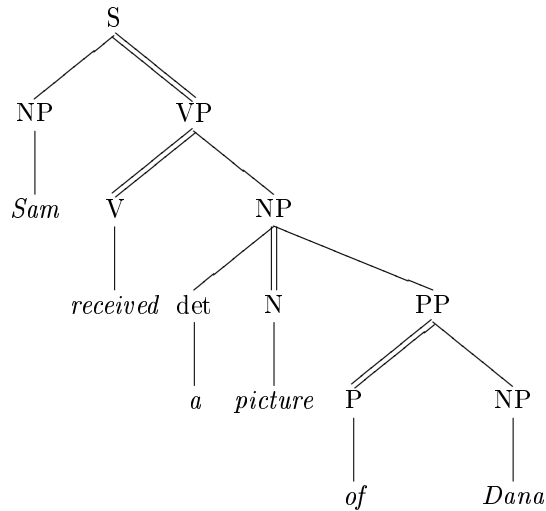 S
NP VP
Sam V NP
received det N PP
a picture P NP
of Dana